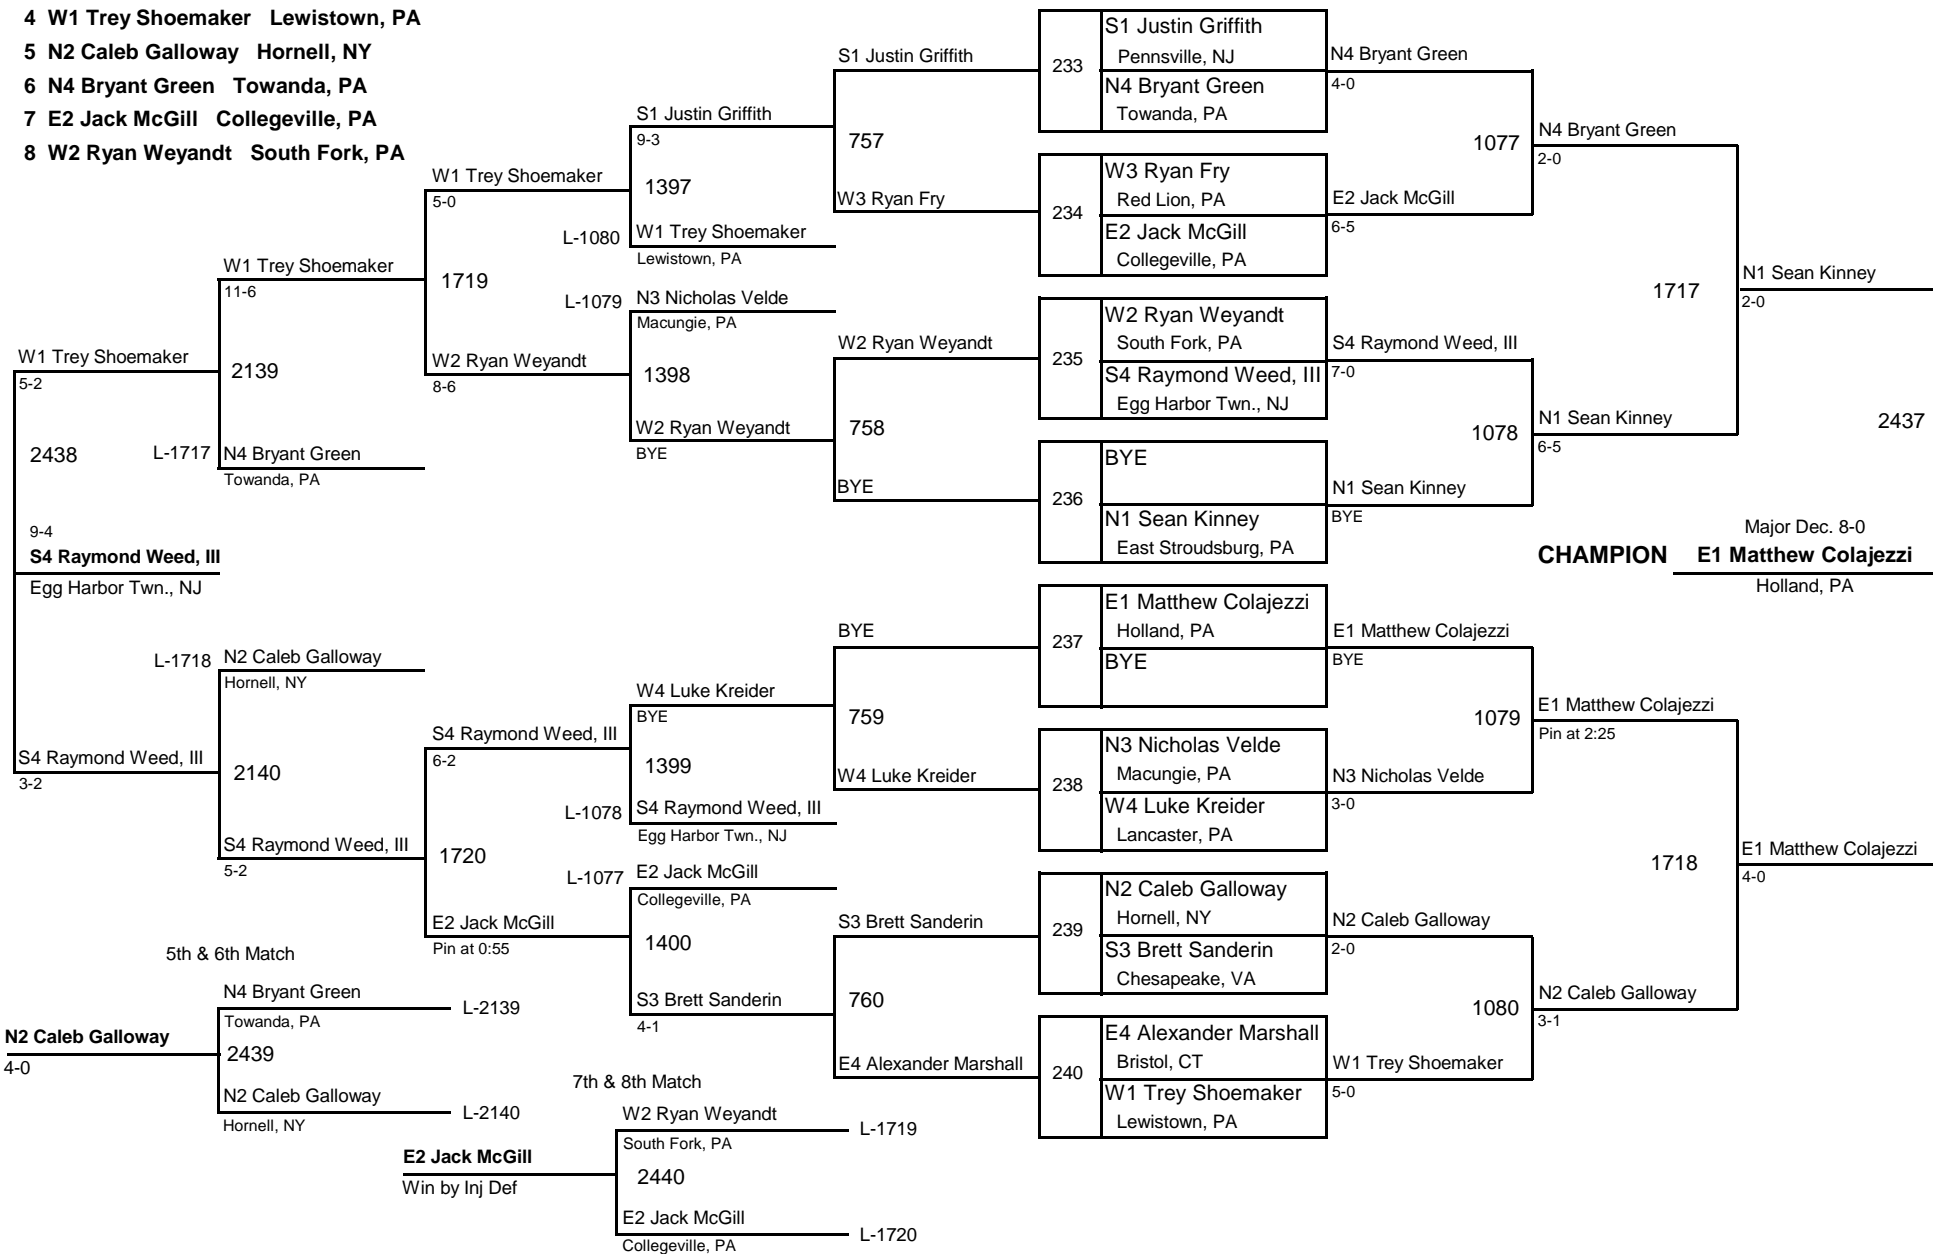 4 W1 Trey Shoemaker Lewistown, PA
5 N2 Caleb Galloway Hornell, NY
6 N4 Bryant Green Towanda, PA
7 E2 Jack McGill Collegeville, PA
8 W2 Ryan Weyandt South Fork, PA
W1 Trey Shoemaker
5-2
2438
9-4
S4 Raymond Weed, III
Egg Harbor Twn., NJ
S4 Raymond Weed, III
3-2
W1 Trey Shoemaker
11-6
2139
L-1717
N4 Bryant Green
Towanda, PA
L-1718
N2 Caleb Galloway
Hornell, NY
2140
S4 Raymond Weed, III
5-2
W1 Trey Shoemaker
5-0
1719
W2 Ryan Weyandt
8-6
S4 Raymond Weed, III
6-2
1720
E2 Jack McGill
Pin at 0:55
S1 Justin Griffith
9-3
1397
L-1080
W1 Trey Shoemaker
Lewistown, PA
L-1079
N3 Nicholas Velde
Macungie, PA
1398
W2 Ryan Weyandt
BYE
W4 Luke Kreider
BYE
1399
L-1078
S4 Raymond Weed, III
Egg Harbor Twn., NJ
L-1077
E2 Jack McGill
Collegeville, PA
1400
S3 Brett Sanderin
4-1
S1 Justin Griffith
757
W3 Ryan Fry
W2 Ryan Weyandt
758
BYE
BYE
759
W4 Luke Kreider
S3 Brett Sanderin
760
E4 Alexander Marshall
233
S1 Justin Griffith
Pennsville, NJ
N4 Bryant Green
Towanda, PA
234
W3 Ryan Fry
Red Lion, PA
E2 Jack McGill
Collegeville, PA
235
W2 Ryan Weyandt
South Fork, PA
S4 Raymond Weed, III
Egg Harbor Twn., NJ
236
BYE
N1 Sean Kinney
East Stroudsburg, PA
237
E1 Matthew Colajezzi
Holland, PA
BYE
238
N3 Nicholas Velde
Macungie, PA
W4 Luke Kreider
Lancaster, PA
239
N2 Caleb Galloway
Hornell, NY
S3 Brett Sanderin
Chesapeake, VA
240
E4 Alexander Marshall
Bristol, CT
W1 Trey Shoemaker
Lewistown, PA
N4 Bryant Green
4-0
1077
E2 Jack McGill
6-5
S4 Raymond Weed, III
7-0
1078
N1 Sean Kinney
BYE
E1 Matthew Colajezzi
BYE
1079
N3 Nicholas Velde
3-0
N2 Caleb Galloway
2-0
1080
W1 Trey Shoemaker
5-0
N4 Bryant Green
2-0
1717
N1 Sean Kinney
6-5
E1 Matthew Colajezzi
Pin at 2:25
1718
N2 Caleb Galloway
3-1
N1 Sean Kinney
2-0
2437
Major Dec. 8-0
CHAMPION E1 Matthew Colajezzi
Holland, PA
E1 Matthew Colajezzi
4-0
5th & 6th Match
N4 Bryant Green
L-2139
Towanda, PA
N2 Caleb Galloway
4-0
2439
N2 Caleb Galloway
L-2140
Hornell, NY
7th & 8th Match
W2 Ryan Weyandt
L-1719
South Fork, PA
E2 Jack McGill
Win by Inj Def
2440
E2 Jack McGill
L-1720
Collegeville, PA